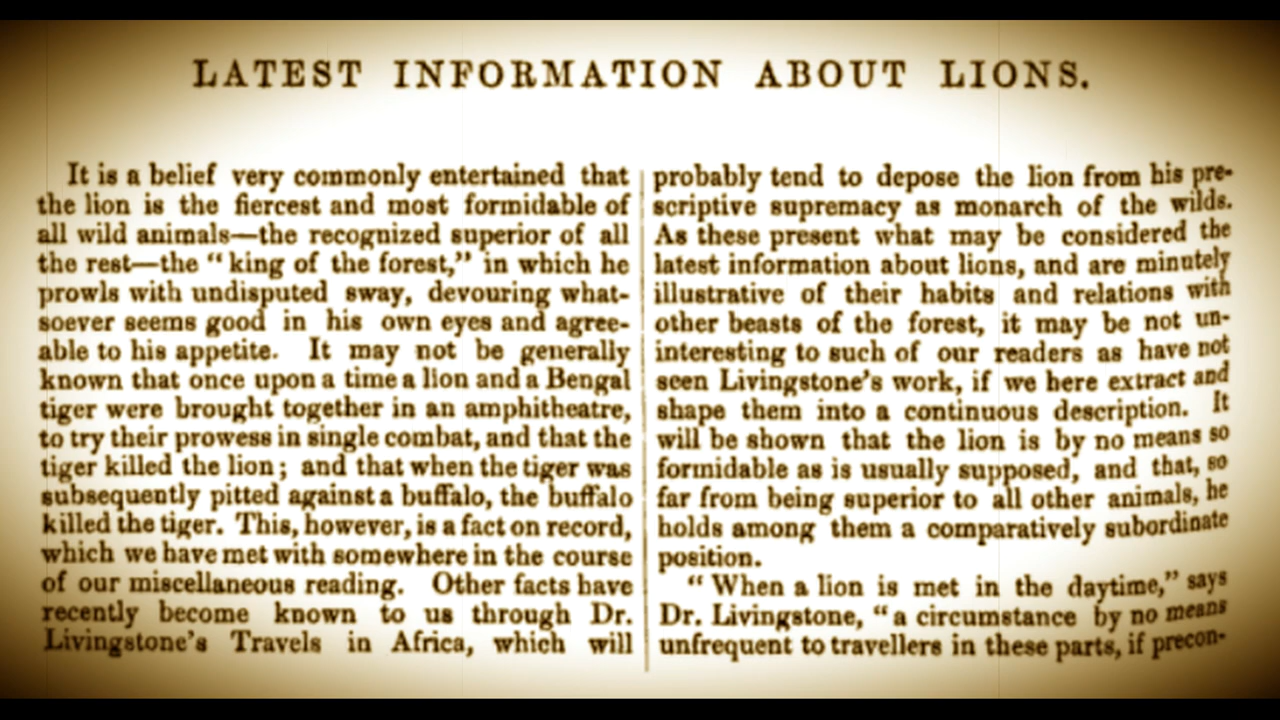 LATEST INFORMATION ABOUT LIONS.
It is a belief very commonly entertained that
the lion is the fiercest and most formidable of
all wild animals—the recognized superior of all
the rest—the “king of the forest,” in which he
prowls with undisputed sway, devouring what-
soever seems good in his own eyes and agree-
able to his appetite. It may not be generally
known that once upon a time a lion and a Bengal
tiger were brought together in an amphitheatre,
to try their prowess in single combat, and that the
tiger killed the lion; and that when the tiger was
subsequently pitted against a buffalo, the buffalo
killed the tiger. This, however, is a fact on record,
which we have met with somewhere in the course
of our miscellaneous reading. Other facts have
recently become known to us through Dr.
Livingstone's Travels in Africa, which will
probably tend to depose the lion from his pre-
scriptive supremacy as monarch of the wilds.
As these present what may be considered the
latest information about lions, and are minutely
illustrative of their habits and relations with
other beasts of the forest, it may be not un-
interesting to such of our readers as have not
seen Livingstone's work, if we here extract and
shape them into a continuous description. It
will be shown that the lion is by no means so
formidable as is usually supposed, and that, so
far from being superior to all other animals, he
holds among them a comparatively subordinate
position.
“When a lion is met in the daytime,” says
Dr. Livingstone, “a circumstance by no means
unfrequent to travellers in these parts, if precon-